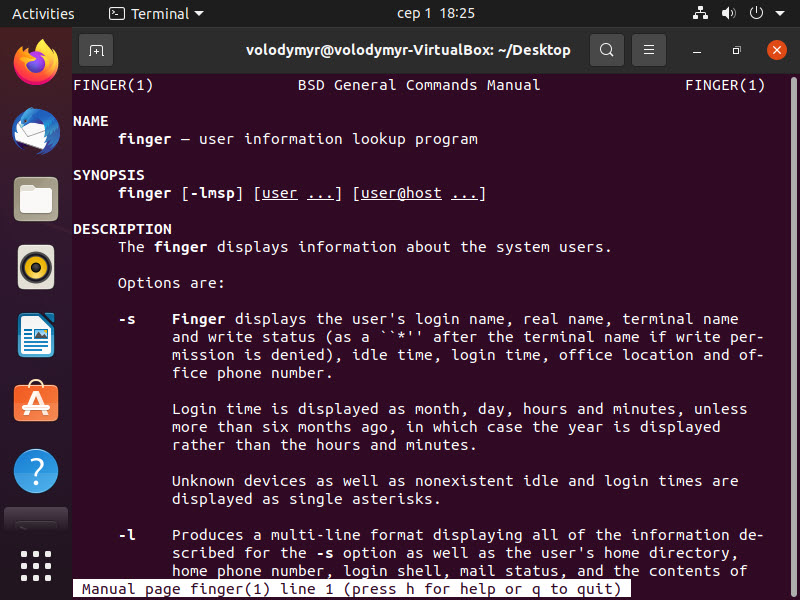 Activities Terminal сер 1 18:25
volodymyr@volodymyr-VirtualBox: ~/Desktop
FINGER(1) BSD General Commands Manual FINGER(1)
NAME
finger — user information lookup program
SYNOPSIS
finger [-lmsp] [user ...] [user@host ...]
DESCRIPTION
The finger displays information about the system users.
Options are:
-s Finger displays the user's login name, real name, terminal name
and write status (as a ``*'' after the terminal name if write per-
mission is denied), idle time, login time, office location and of-
fice phone number.
Login time is displayed as month, day, hours and minutes, unless
more than six months ago, in which case the year is displayed
rather than the hours and minutes.
Unknown devices as well as nonexistent idle and login times are
displayed as single asterisks.
-l Produces a multi-line format displaying all of the information de-
scribed for the -s option as well as the user's home directory,
home phone number, login shell, mail status, and the contents of
Manual page finger(1) line 1 (press h for help or q to quit)